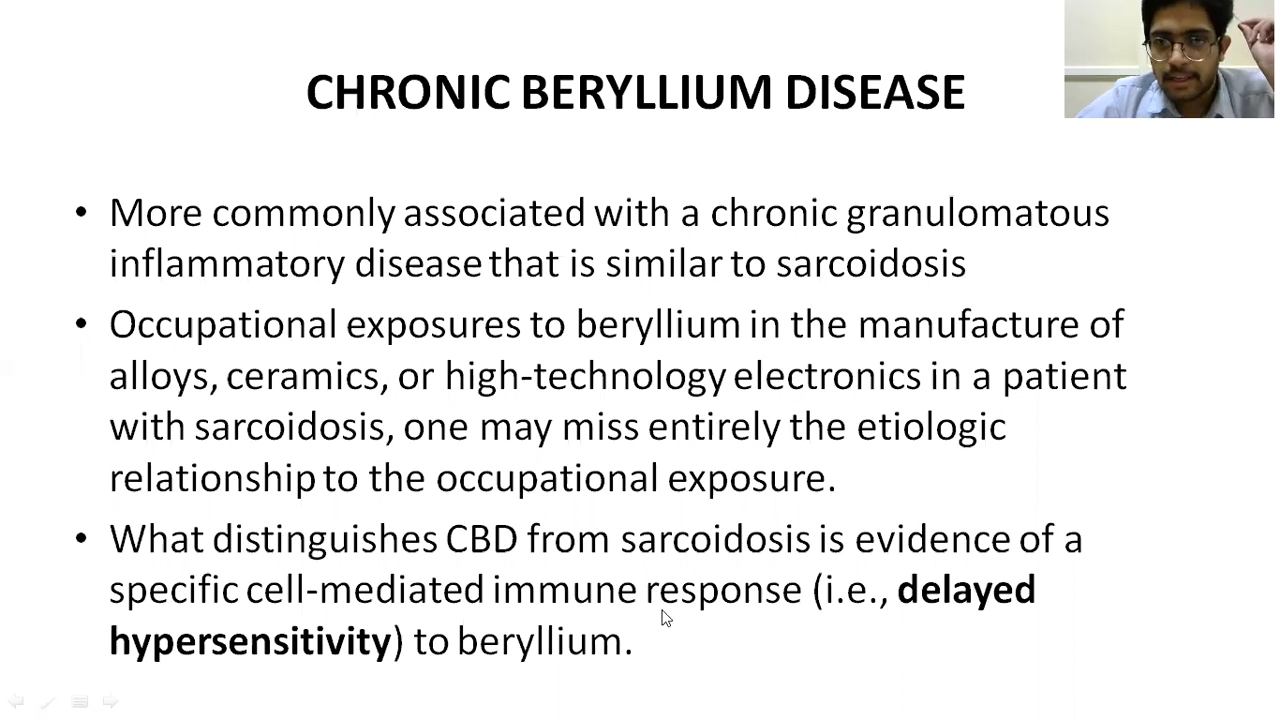 CHRONIC BERYLLIUM DISEASE
• More commonly associated with a chronic granulomatous
inflammatory disease that is similar to sarcoidosis
• Occupational exposures to beryllium in the manufacture of
alloys, ceramics, or high-technology electronics in a patient
with sarcoidosis, one may miss entirely the etiologic
relationship to the occupational exposure.
• What distinguishes CBD from sarcoidosis is evidence of a
specific cell-mediated immune response (i.e., delayed
hypersensitivity) to beryllium.